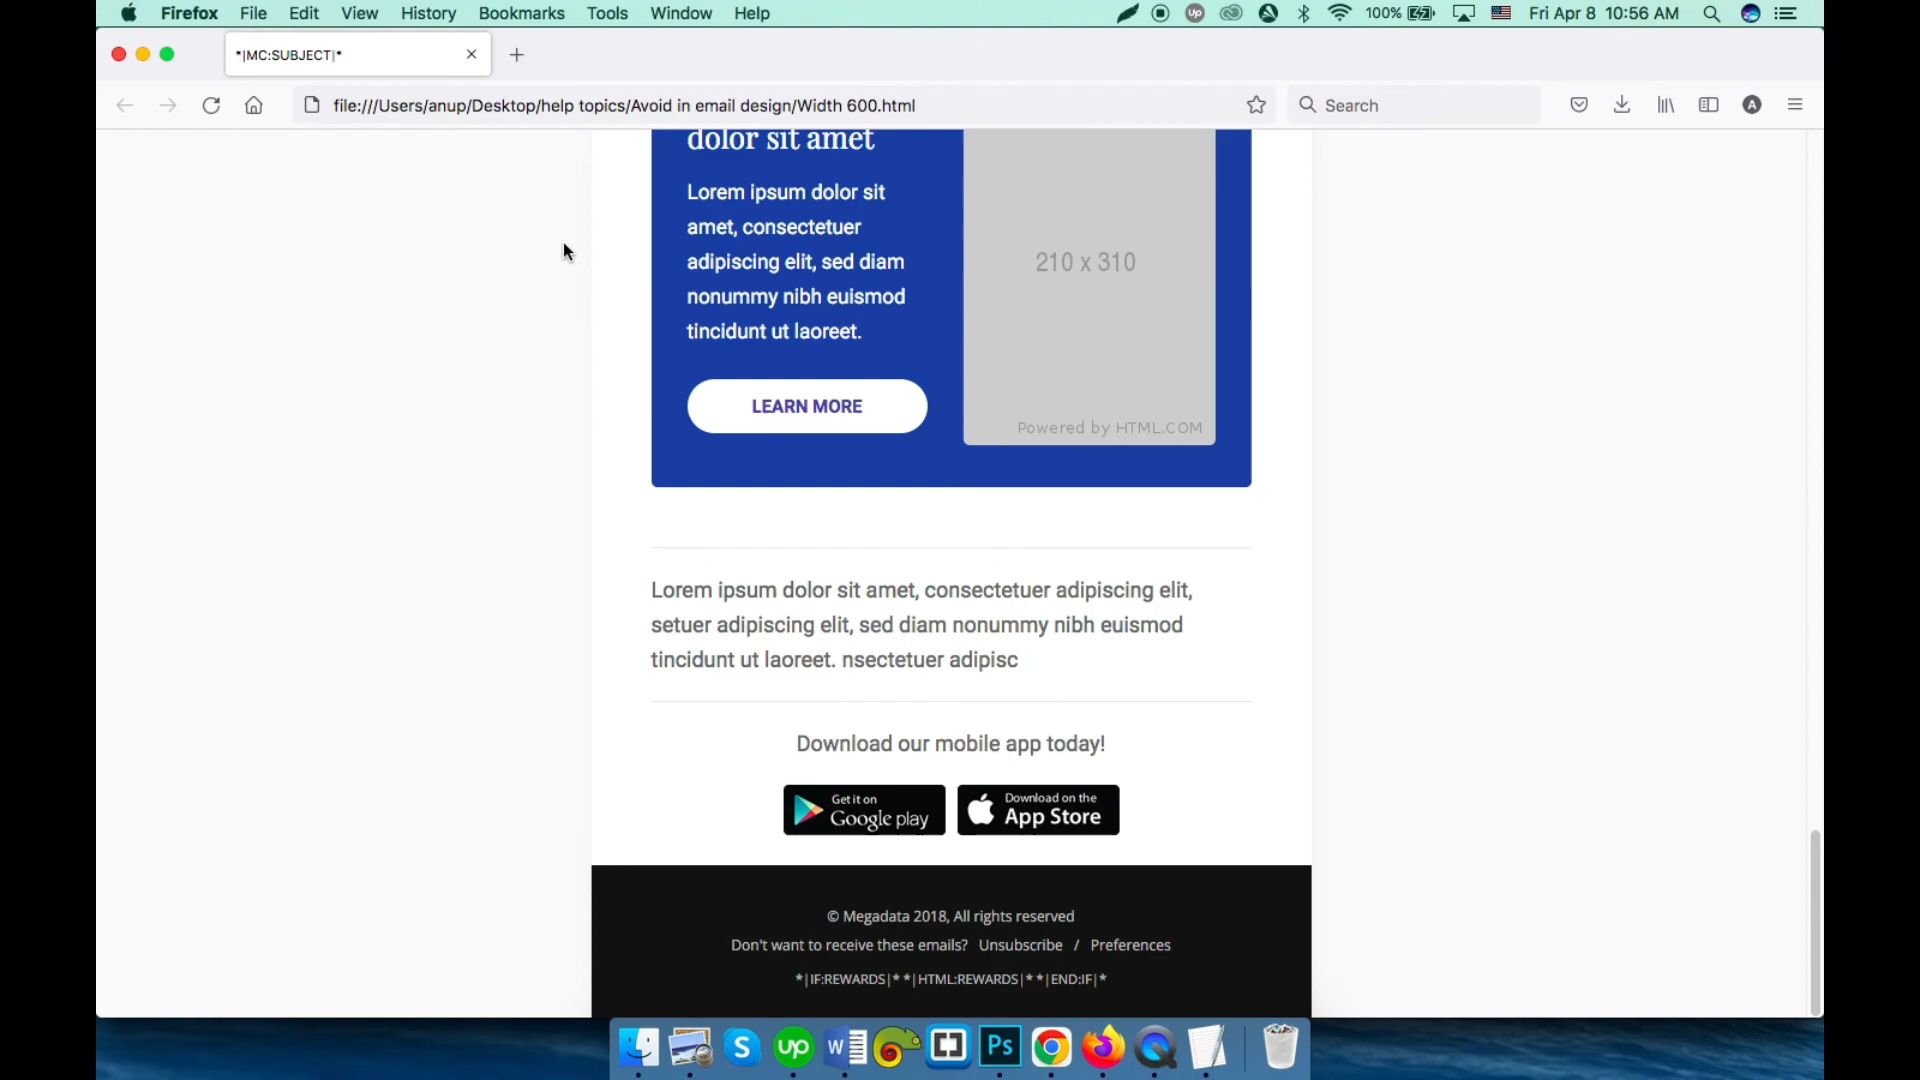 Firefox File Edit View History Bookmarks Tools Window Help
up 100% Fri Apr 8 10:56 AM
*|MC:SUBJECT|*
file:///Users/anup/Desktop/help topics/Avoid in email design/Width 600.html
Search
A
dolor sit amet
Lorem ipsum dolor sit
amet, consectetuer
adipiscing elit, sed diam
nonummy nibh euismod
tincidunt ut laoreet.
LEARN MORE
210 x 310
Powered by HTML.COM
Lorem ipsum dolor sit amet, consectetuer adipiscing elit,
setuer adipiscing elit, sed diam nonummy nibh euismod
tincidunt ut laoreet. nsectetuer adipisc
Download our mobile app today!
Get it on
Google play
Download on the
App Store
© Megadata 2018, All rights reserved
Don't want to receive these emails? Unsubscribe / Preferences
*|IF:REWARDS|* *|HTML:REWARDS|* *|END:IF|*
S up W Ps